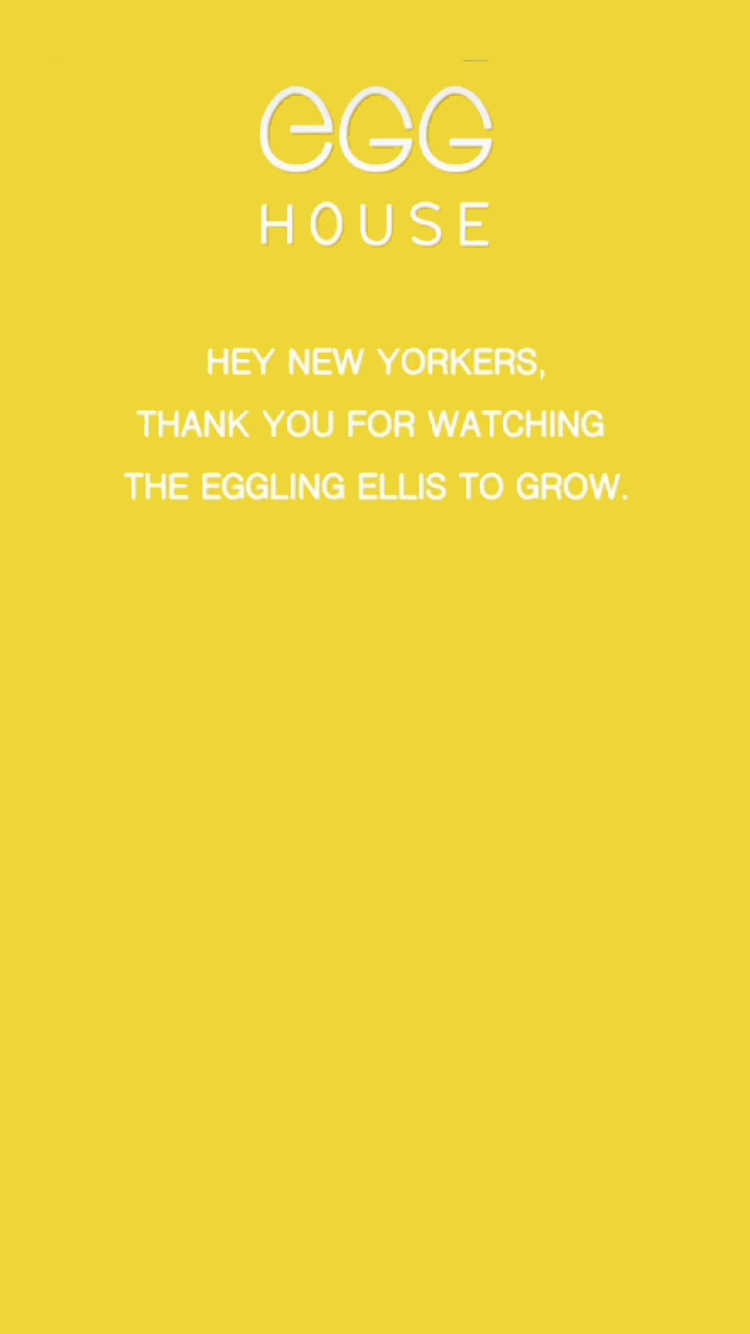 eGG
HOUSE
HEY NEW YORKERS,
THANK YOU FOR WATCHING
THE EGGLING ELLIS TO GROW.